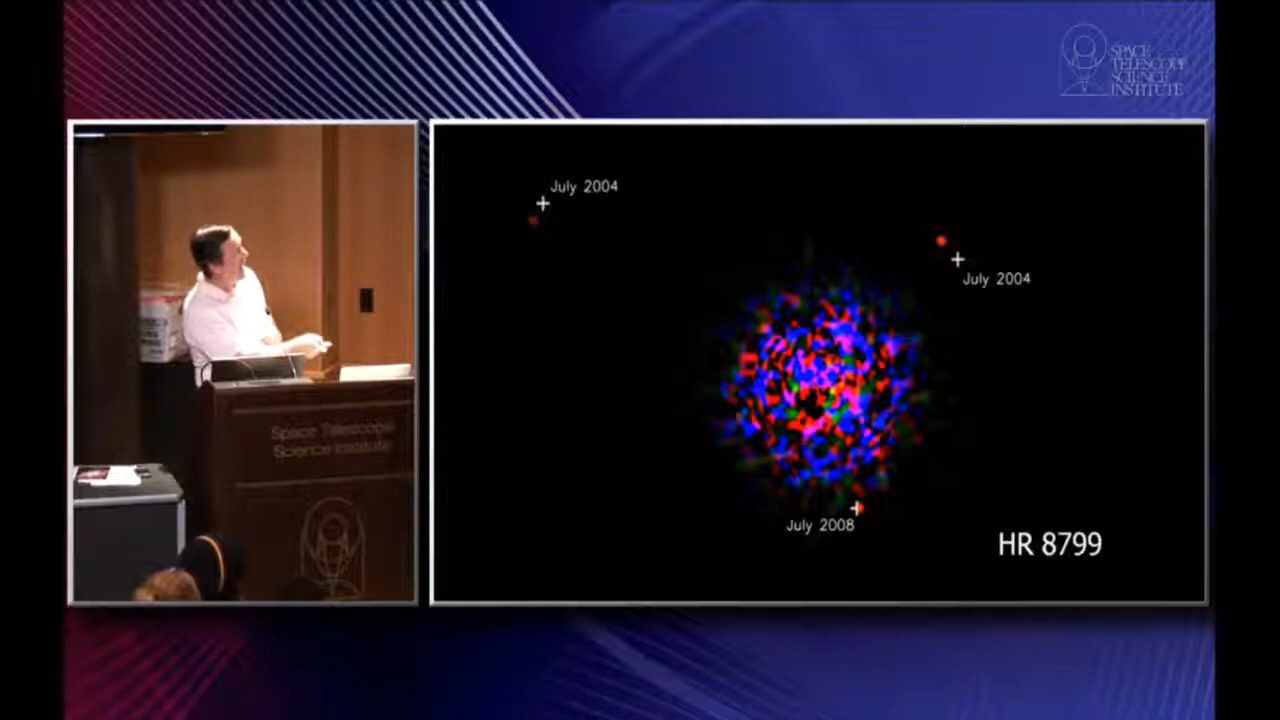 SPACE
TELESCOPE
SCIENCE
INSTITUTE
July 2004
July 2004
July 2008
HR 8799
Space Telescope
Science Institute